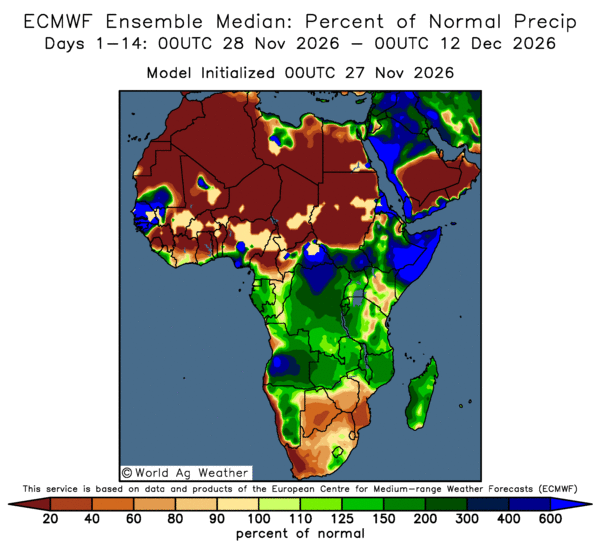 ECMWF Ensemble Median: Percent of Normal Precip
Days 1-14: 00UTC 28 Nov 2026 - 00UTC 12 Dec 2026
Model Initialized 00UTC 27 Nov 2026
© World Ag Weather
This service is based on data and products of the European Centre for Medium-range Weather Forecasts (ECMWF)
20 40 60 80 90 100 110 125 150 200 300 400 600
percent of normal